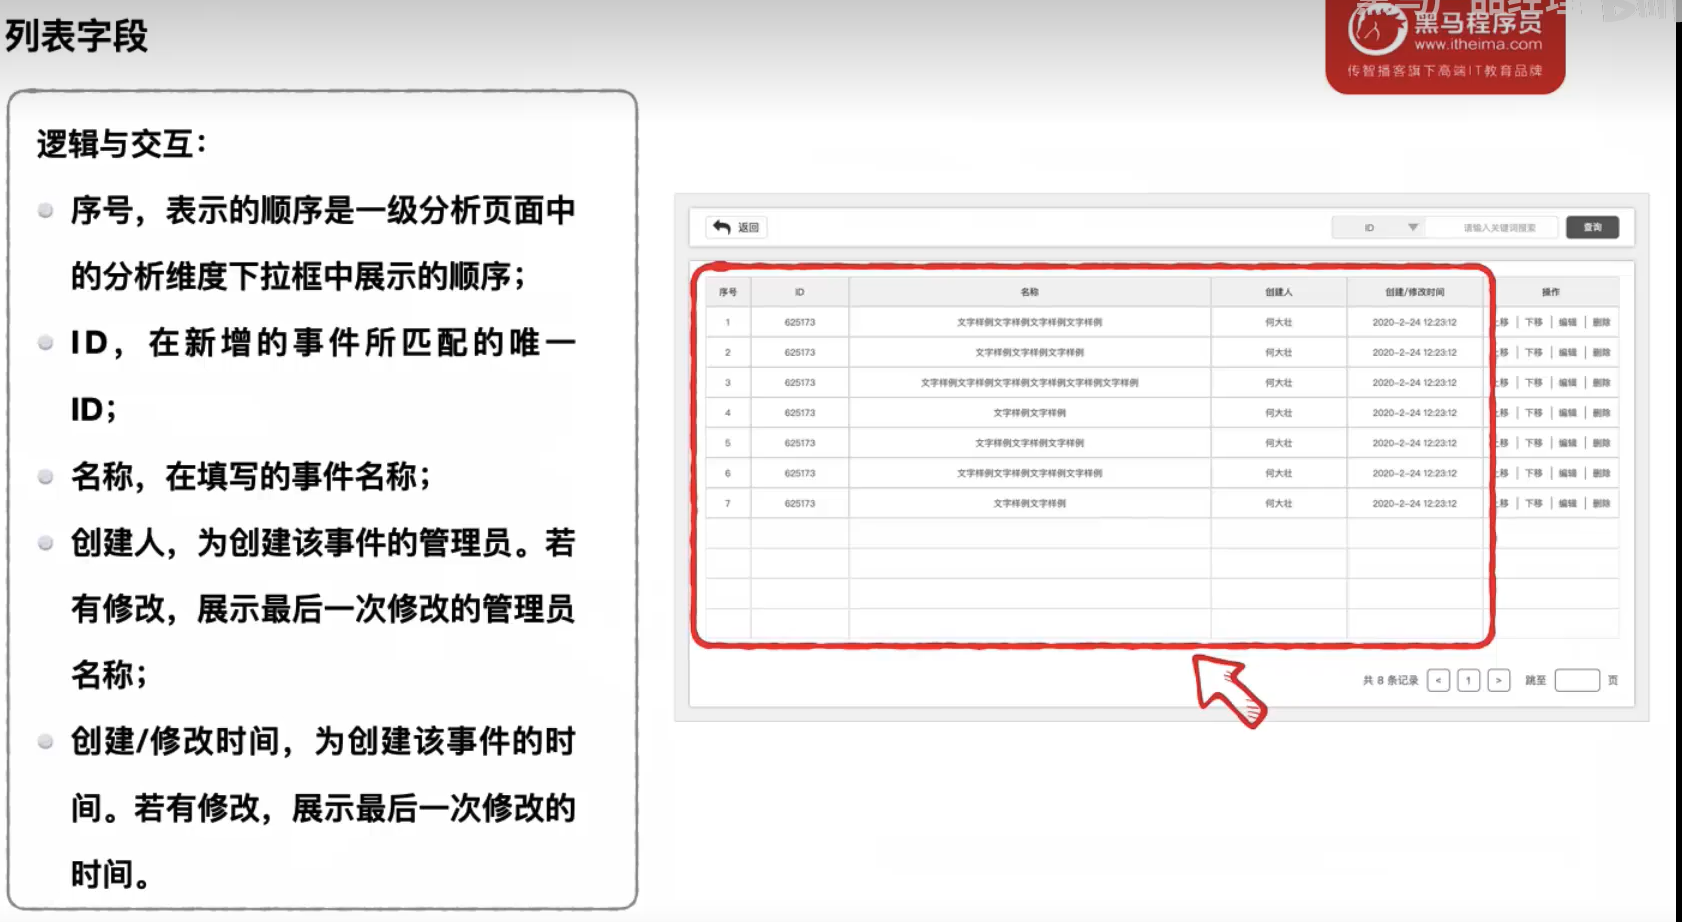 列表字段
黑马产品经理
黑马程序员
www.itheima.com
传智播客旗下高端IT教育品牌
逻辑与交互：
序号，表示的顺序是一级分析页面中
的分析维度下拉框中展示的顺序；
ID，在新增的事件所匹配的唯一
ID；
名称，在填写的事件名称；
创建人，为创建该事件的管理员。若
有修改，展示最后一次修改的管理员
名称；
创建/修改时间，为创建该事件的时
间。若有修改，展示最后一次修改的
时间。
返回 ID 请输入关键词搜索 查询
序号 ID 名称 创建人 创建/修改时间 操作
1 625173 文字样例文字样例文字样例文字样例 何大壮 2020-2-24 12:23:12 移 | 下移 | 编辑 | 删除
2 625173 文字样例文字样例文字样例 何大壮 2020-2-24 12:23:12 移 | 下移 | 编辑 | 删除
3 625173 文字样例文字样例文字样例文字样例文字样例文字样例 何大壮 2020-2-24 12:23:12 移 | 下移 | 编辑 | 删除
4 625173 文字样例文字样例 何大壮 2020-2-24 12:23:12 移 | 下移 | 编辑 | 删除
5 625173 文字样例文字样例文字样例 何大壮 2020-2-24 12:23:12 移 | 下移 | 编辑 | 删除
6 625173 文字样例文字样例文字样例文字样例 何大壮 2020-2-24 12:23:12 移 | 下移 | 编辑 | 删除
7 625173 文字样例文字样例 何大壮 2020-2-24 12:23:12 移 | 下移 | 编辑 | 删除
共 8 条记录 < 1 > 跳至 页